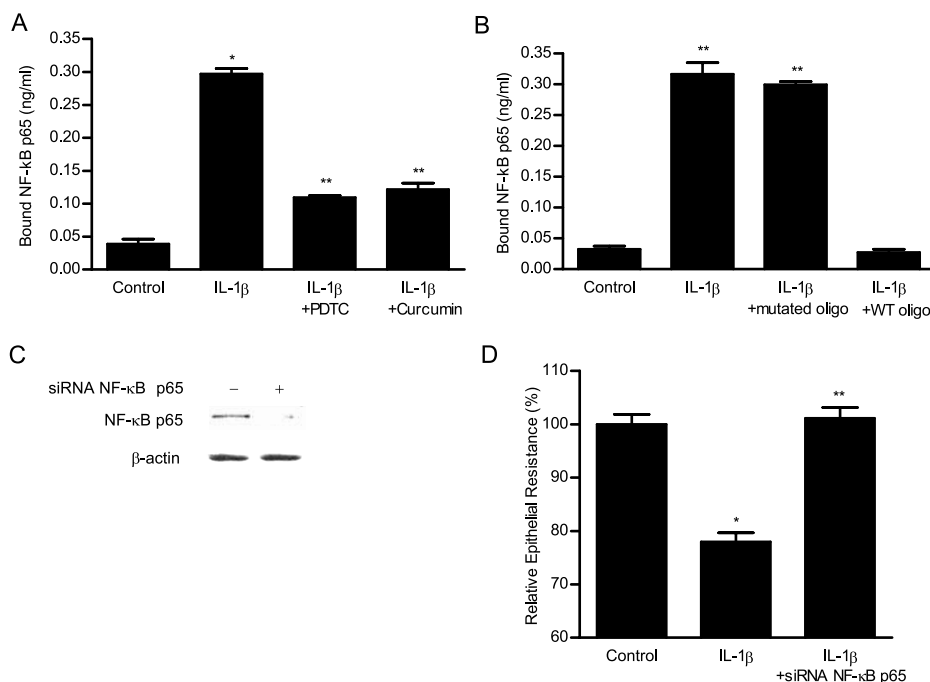 A
Bound NF-kB p65 (ng/ml)
0.35
0.30
0.25
0.20
0.15
0.10
0.05
0.00
*
**
**
Control
IL-1β
IL-1β
+PDTC
IL-1β
+Curcumin
B
Bound NF-kB p65 (ng/ml)
0.35
0.30
0.25
0.20
0.15
0.10
0.05
0.00
**
**
Control
IL-1β
IL-1β
+mutated oligo
IL-1β
+WT oligo
C
siRNA NF-κB p65 – +
NF-κB p65
β-actin
D
Relative Epithelial Resistance (%)
110
100
90
80
70
60
*
**
Control
IL-1β
IL-1β
+siRNA NF-κB p65